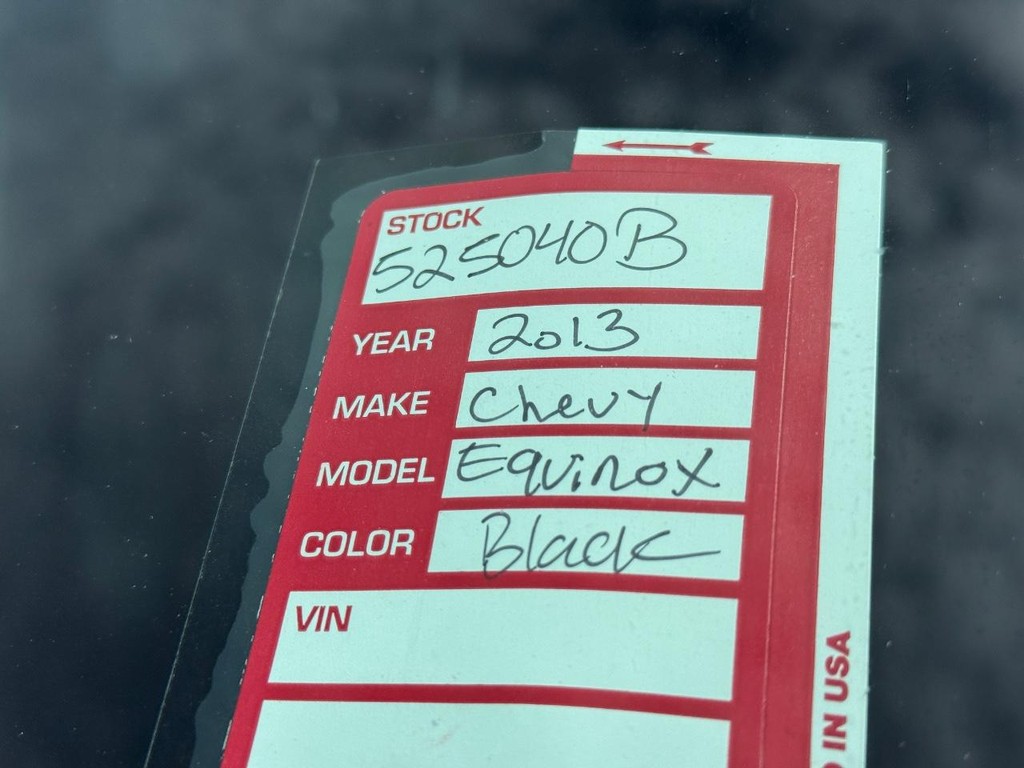 STOCK
525040B
YEAR 2013
MAKE Chevy
MODEL Equinox
COLOR Black
VIN
IN USA